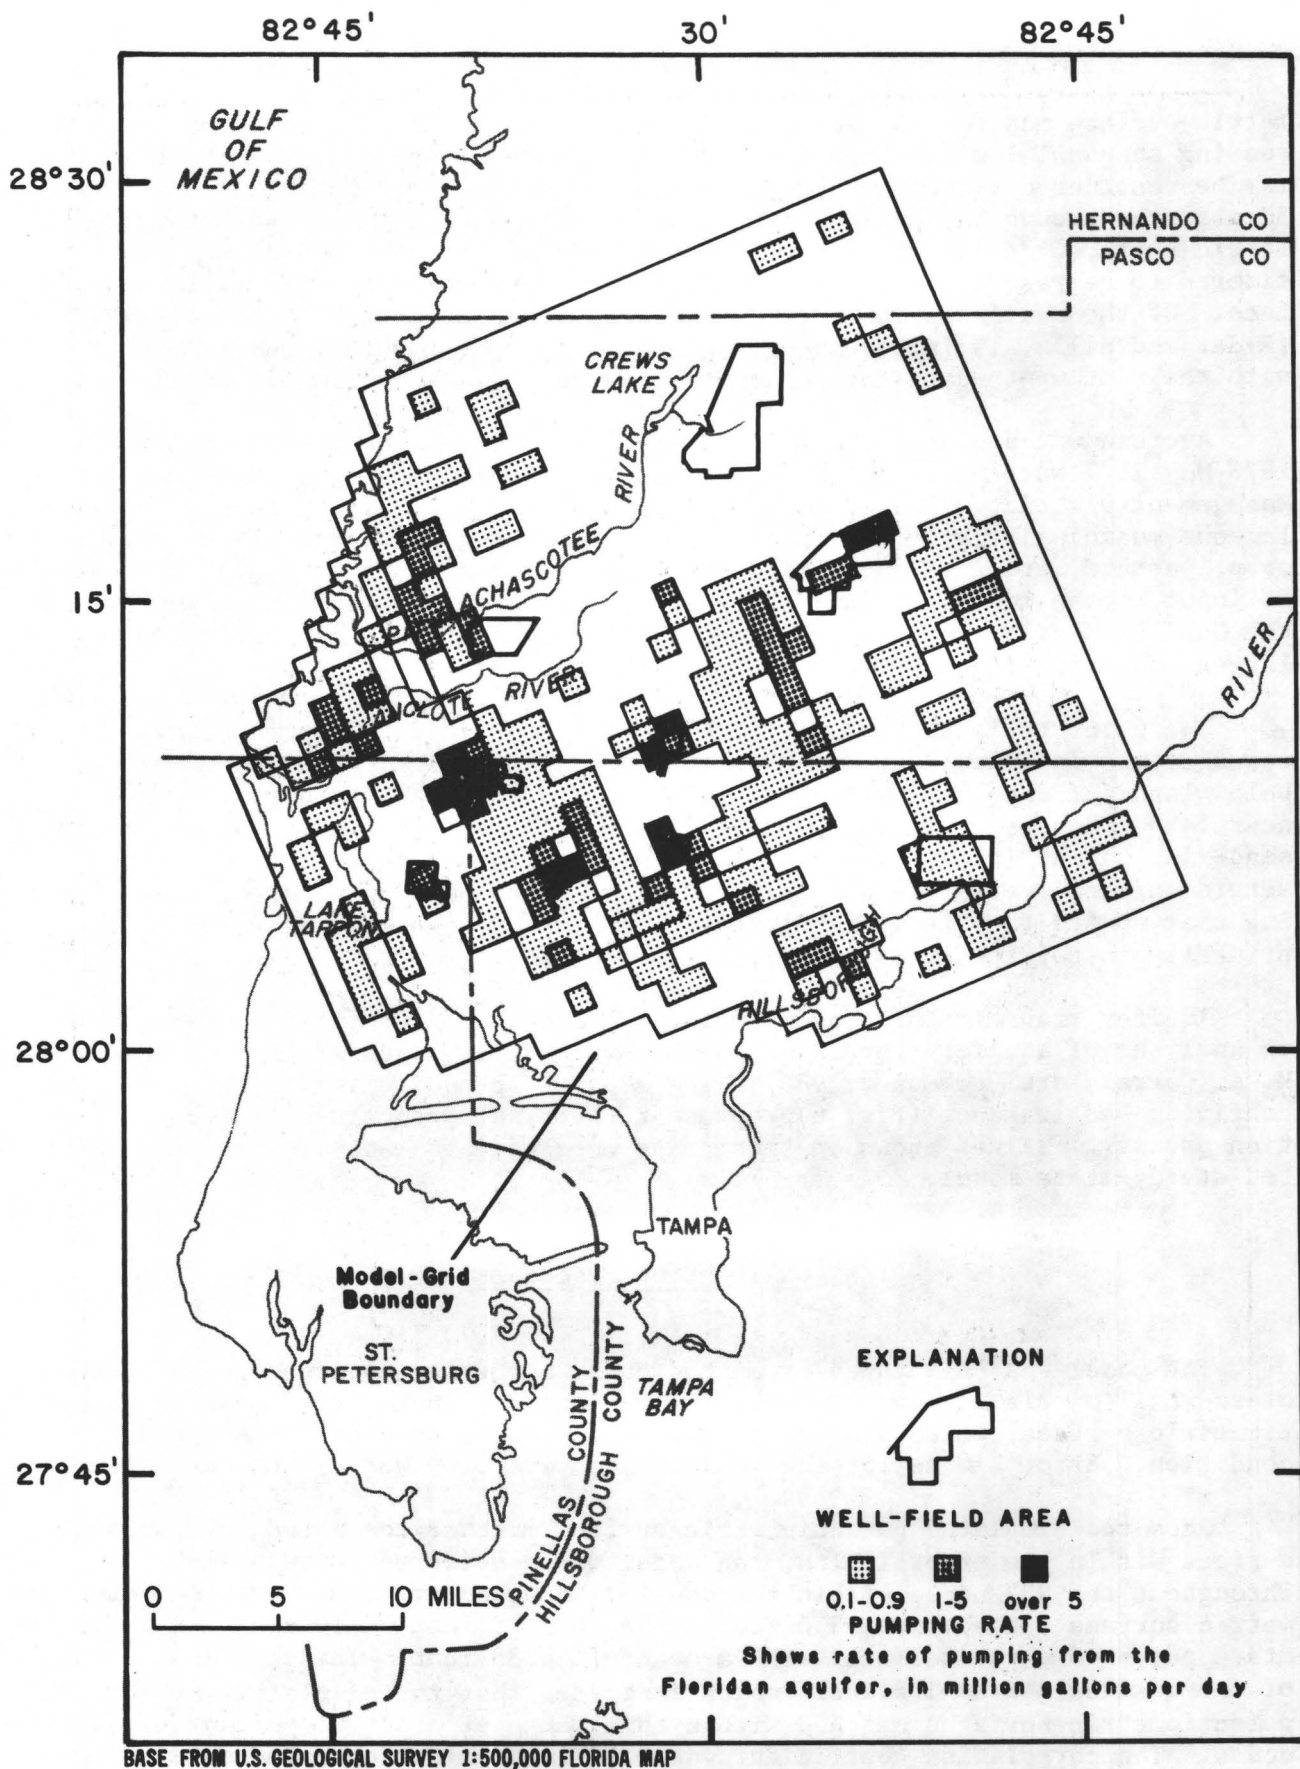 82°45'
30'
82°45'
GULF
OF
MEXICO
28°30'
HERNANDO CO
PASCO CO
CREWS
LAKE
RIVER
ACHASCOTEE
15'
RIVER
RIVER
ANCLOTE
LAKE
TARPON
HILLSBOROUGH
28°00'
TAMPA
Model-Grid
Boundary
ST.
PETERSBURG
TAMPA
BAY
PINELLAS COUNTY
HILLSBOROUGH COUNTY
27°45'
EXPLANATION
WELL-FIELD AREA
0.1-0.9 1-5 over 5
PUMPING RATE
Shows rate of pumping from the
Floridan aquifer, in million gallons per day
0 5 10 MILES
BASE FROM U.S. GEOLOGICAL SURVEY 1:500,000 FLORIDA MAP